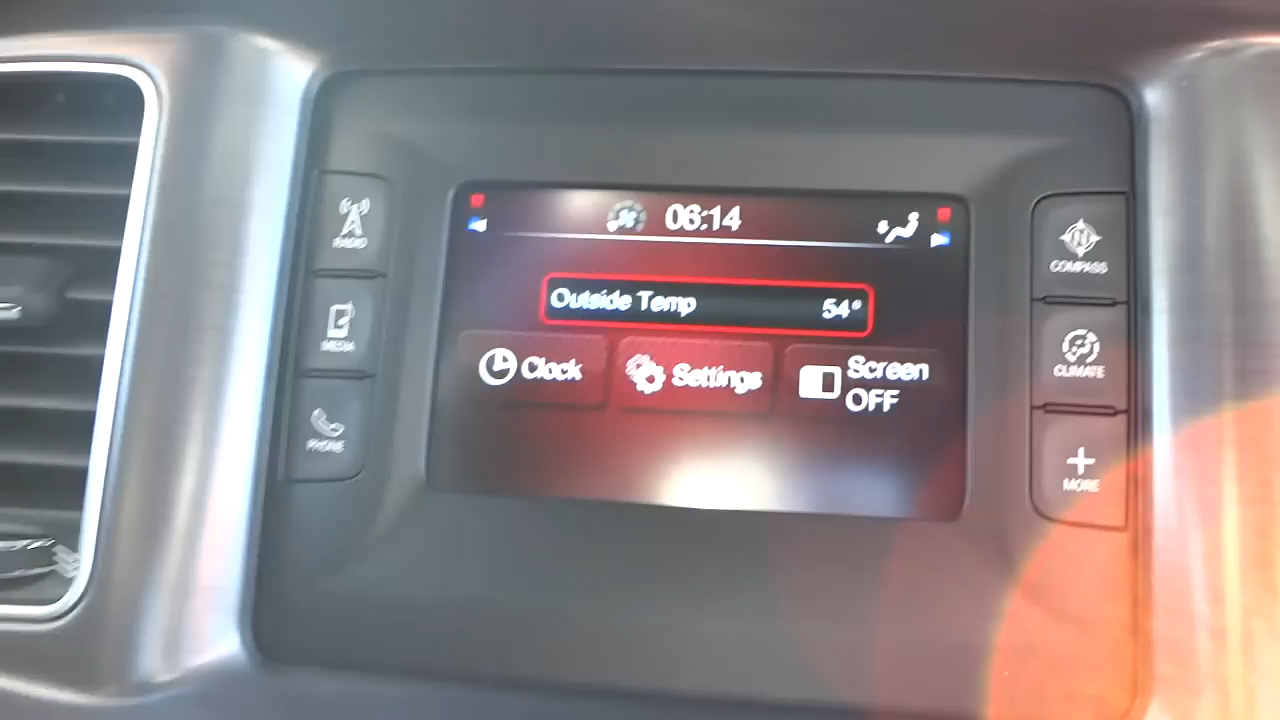 RADIO
MEDIA
PHONE
06:14
Outside Temp 54°
Clock
Settings
Screen
OFF
COMPASS
CLIMATE
MORE